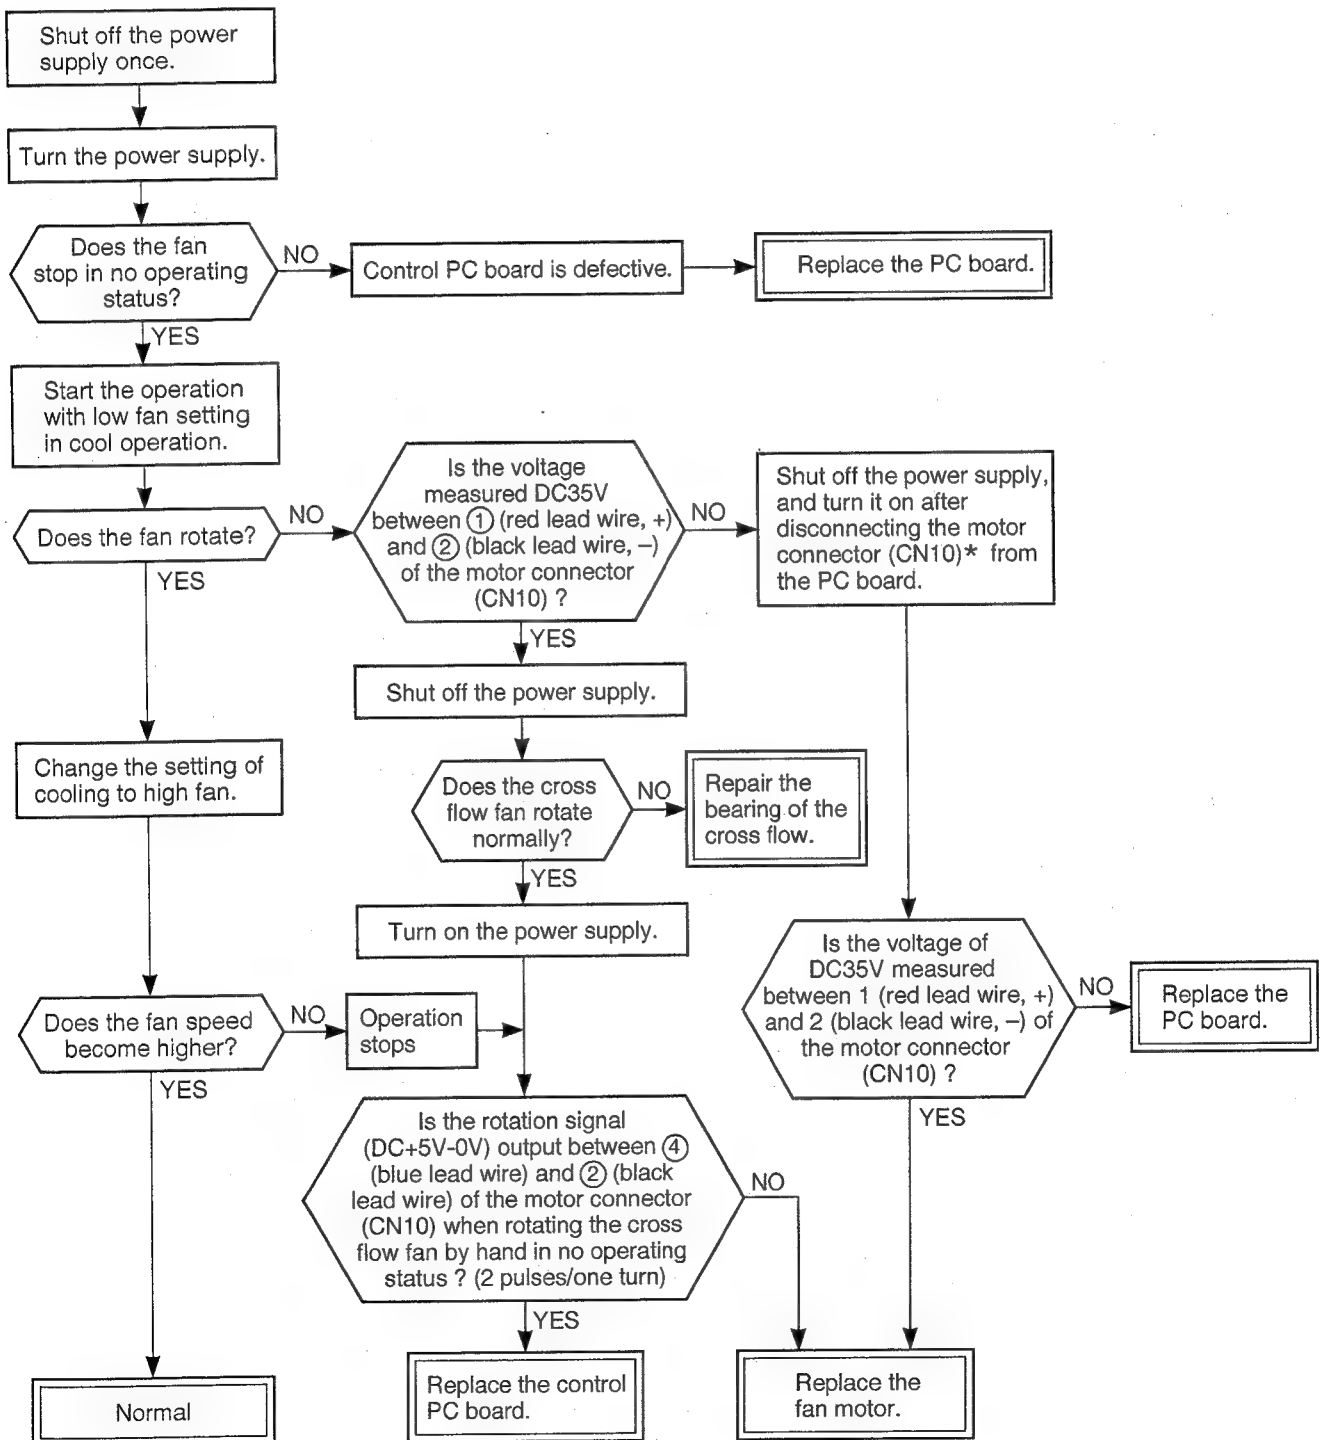 Shut off the power
supply once.
Turn the power supply.
Does the fan
stop in no operating
status?
NO
Control PC board is defective.
Replace the PC board.
YES
Start the operation
with low fan setting
in cool operation.
Does the fan rotate?
NO
Is the voltage
measured DC35V
between ① (red lead wire, +)
and ② (black lead wire, –)
of the motor connector
(CN10) ?
NO
Shut off the power supply,
and turn it on after
disconnecting the motor
connector (CN10)* from
the PC board.
YES
YES
Shut off the power supply.
Change the setting of
cooling to high fan.
Does the cross
flow fan rotate
normally?
NO
Repair the
bearing of the
cross flow.
YES
Turn on the power supply.
Is the voltage of
DC35V measured
between 1 (red lead wire, +)
and 2 (black lead wire, –) of
the motor connector
(CN10) ?
NO
Replace the
PC board.
Does the fan speed
become higher?
NO
Operation
stops
YES
YES
Is the rotation signal
(DC+5V-0V) output between ④
(blue lead wire) and ② (black
lead wire) of the motor connector
(CN10) when rotating the cross
flow fan by hand in no operating
status ? (2 pulses/one turn)
NO
YES
Normal
Replace the control
PC board.
Replace the
fan motor.